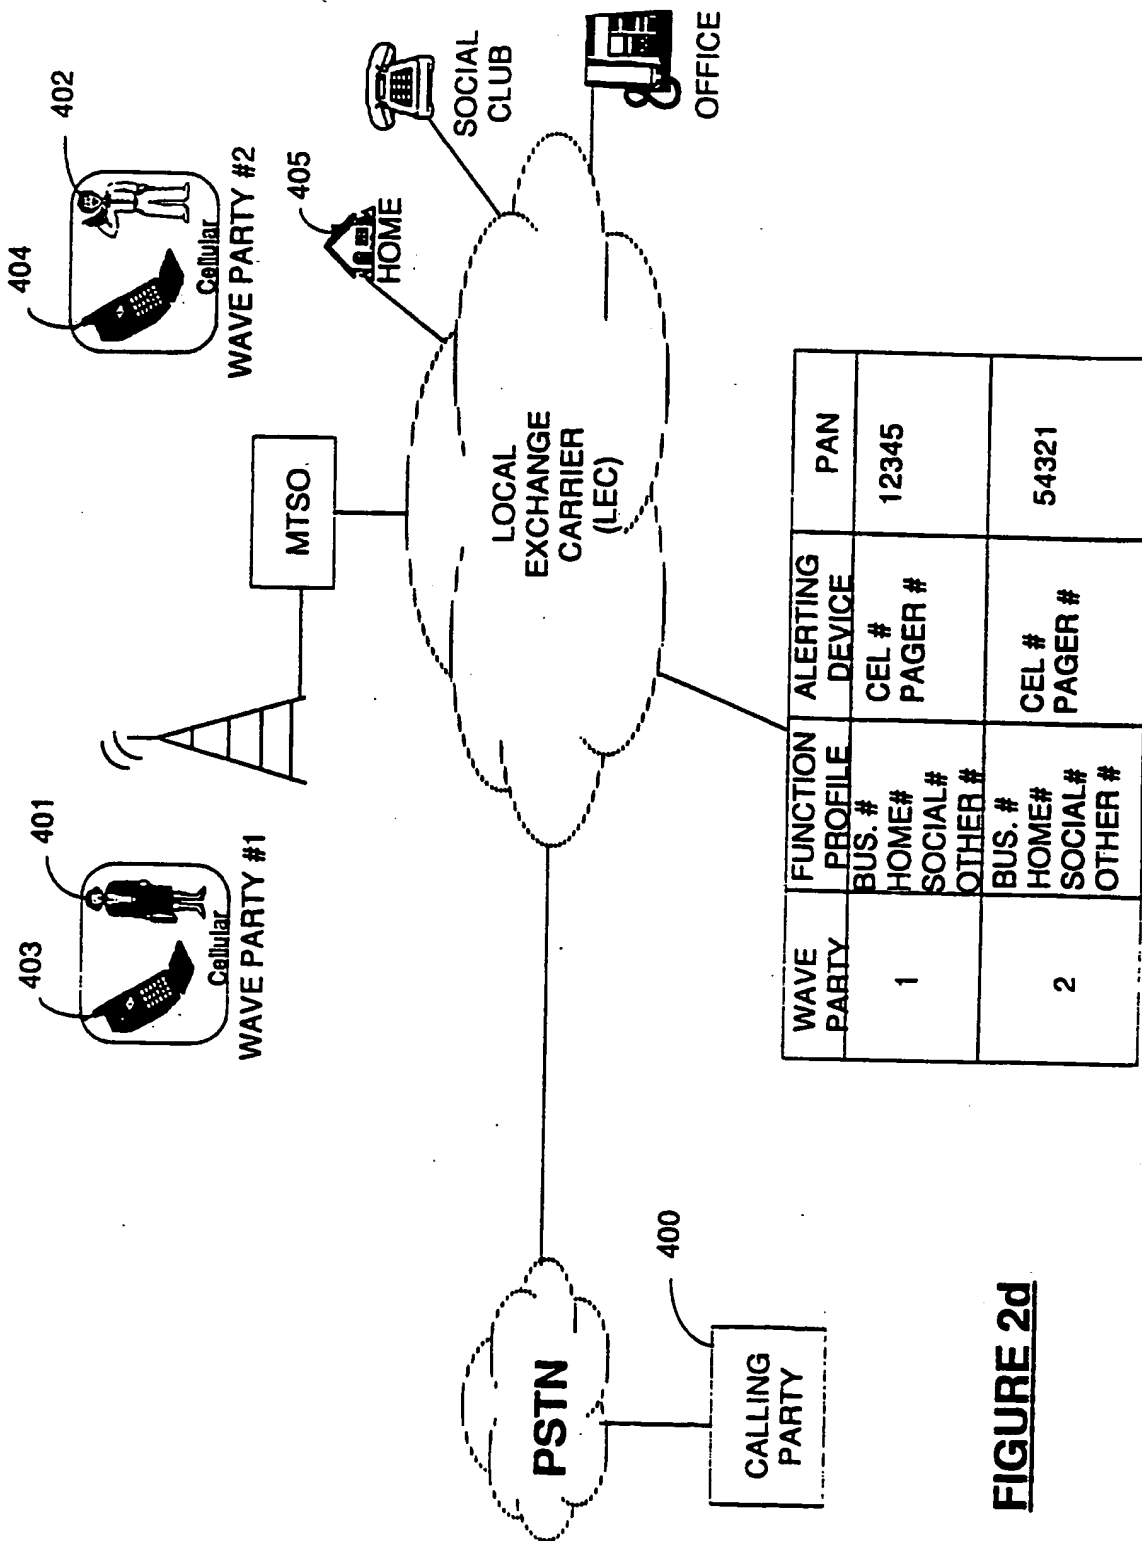 403
401
Cellular
WAVE PARTY #1
404
402
Cellular
WAVE PARTY #2
MTSO
405
HOME
SOCIAL
CLUB
OFFICE
LOCAL
EXCHANGE
CARRIER
(LEC)
PSTN
400
CALLING
PARTY
WAVE PARTY
FUNCTION PROFILE
ALERTING DEVICE
PAN
1
BUS. #
HOME#
SOCIAL#
OTHER #
CEL #
PAGER #
12345
2
BUS. #
HOME#
SOCIAL#
OTHER #
CEL #
PAGER #
54321
FIGURE 2d